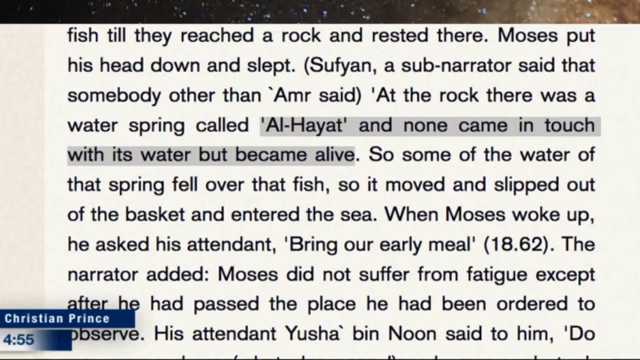 fish till they reached a rock and rested there. Moses put
his head down and slept. (Sufyan, a sub-narrator said that
somebody other than `Amr said) 'At the rock there was a
water spring called 'Al-Hayat' and none came in touch
with its water but became alive. So some of the water of
that spring fell over that fish, so it moved and slipped out
of the basket and entered the sea. When Moses woke up,
he asked his attendant, 'Bring our early meal' (18.62). The
narrator added: Moses did not suffer from fatigue except
after he had passed the place he had been ordered to
observe. His attendant Yusha` bin Noon said to him, 'Do
Christian Prince
4:55